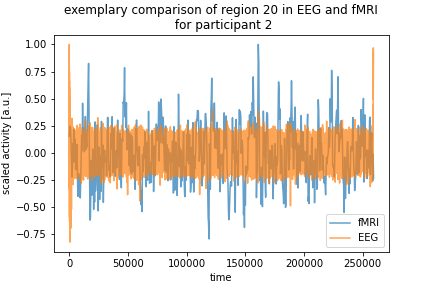 exemplary comparison of region 20 in EEG and fMRI
for participant 2
1.00
0.75
0.50
0.25
0.00
−0.25
−0.50
−0.75
scaled activity [a.u.]
fMRI
EEG
0 50000 100000 150000 200000 250000
time